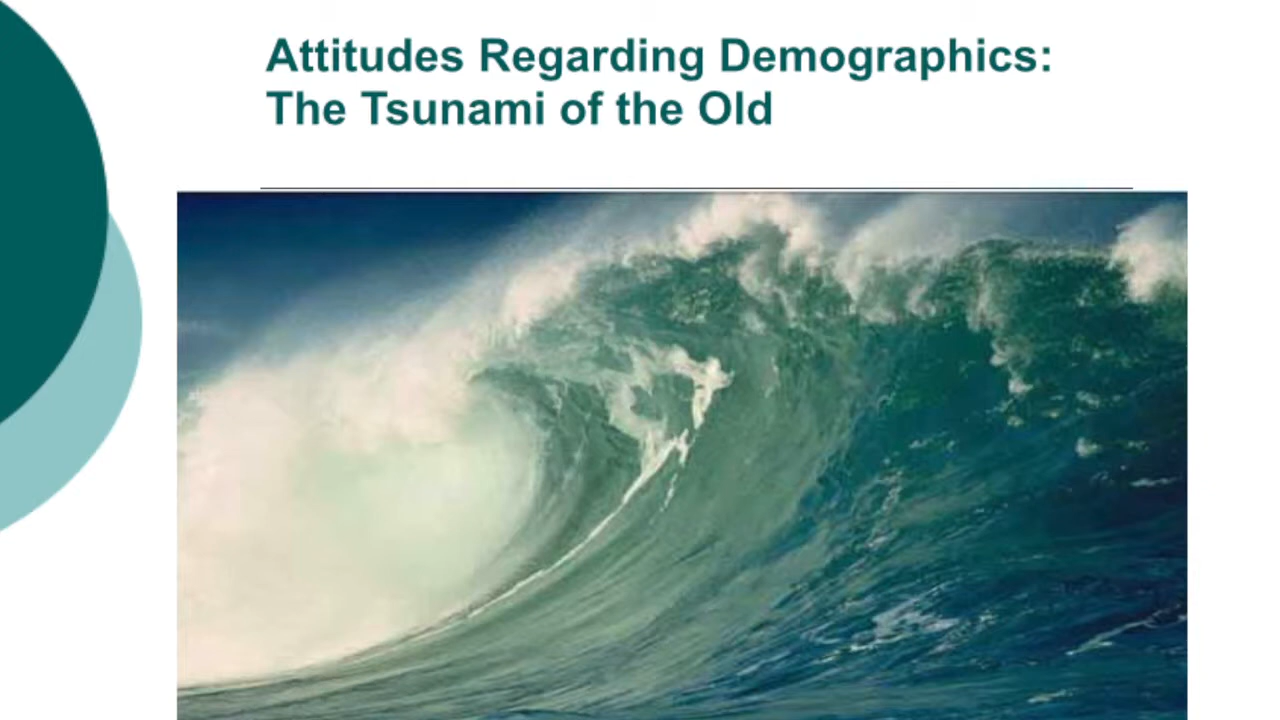 Attitudes Regarding Demographics:
The Tsunami of the Old